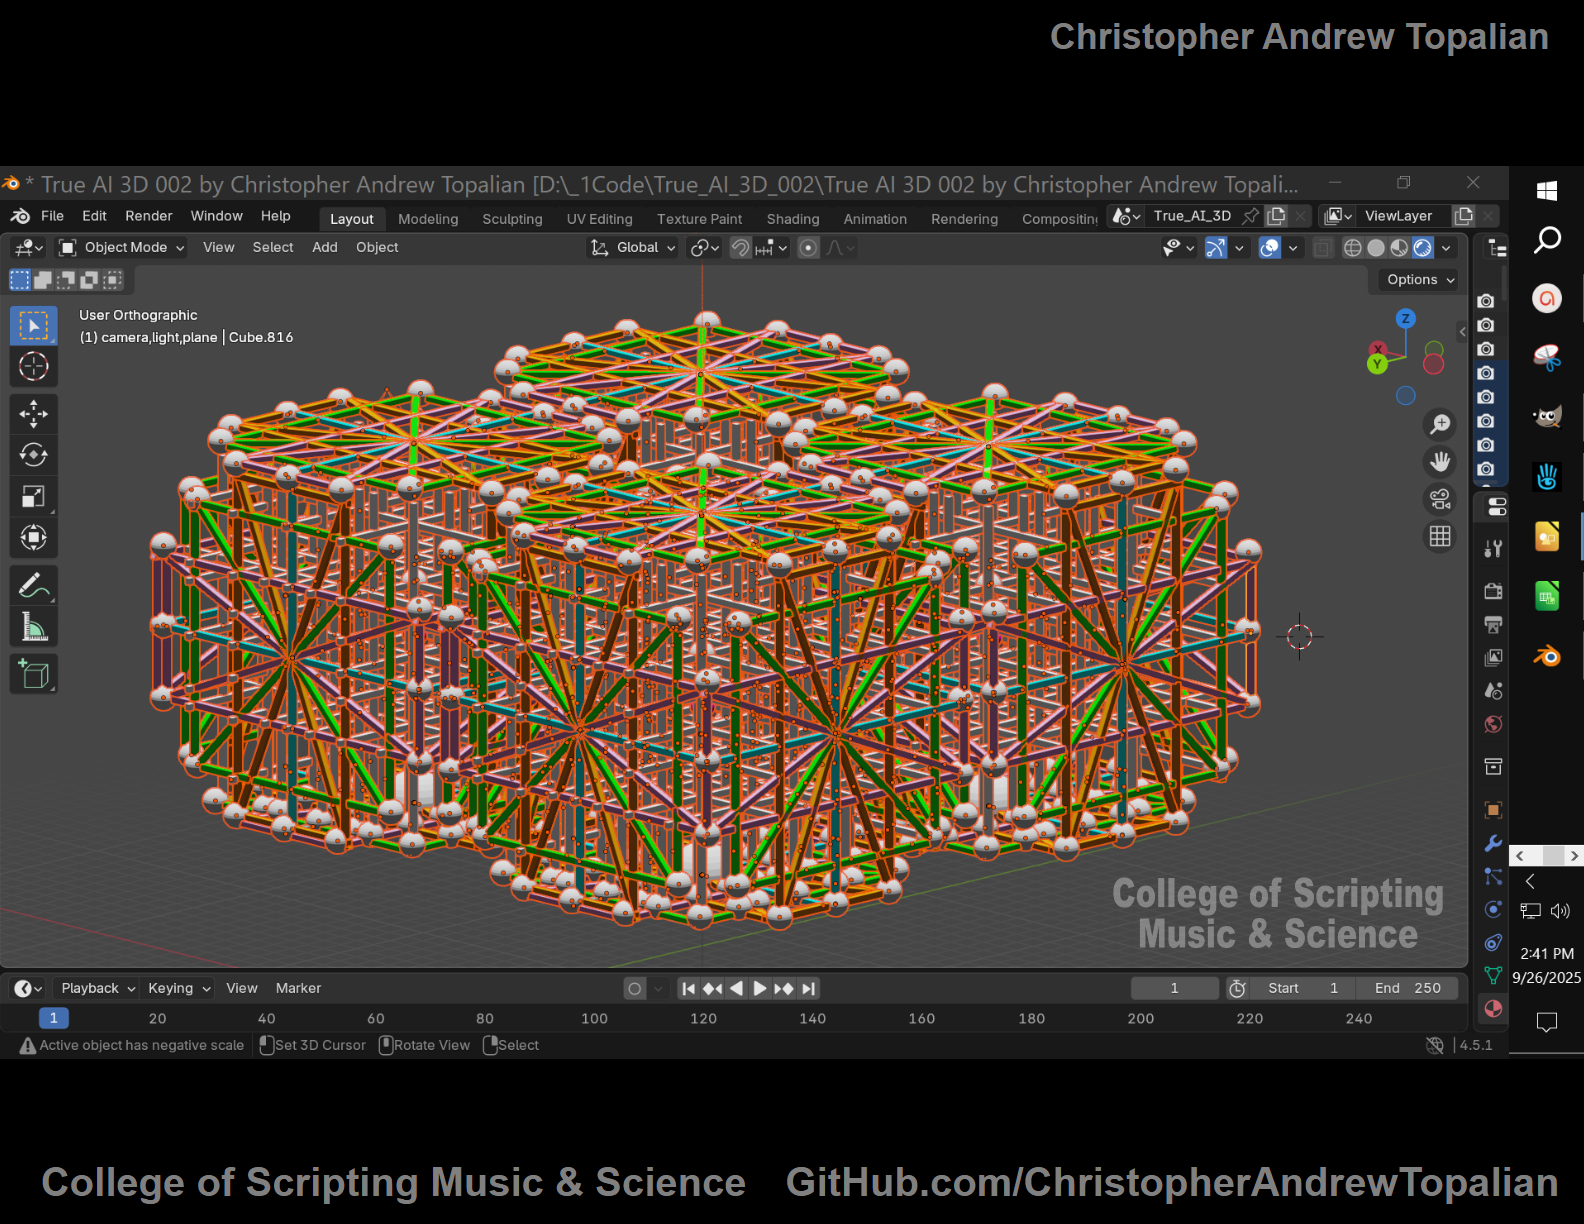 Christopher Andrew Topalian
* True AI 3D 002 by Christopher Andrew Topalian [D:\_1Code\True_AI_3D_002\True AI 3D 002 by Christopher Andrew Topali...
File Edit Render Window Help Layout Modeling Sculpting UV Editing Texture Paint Shading Animation Rendering Compositing True_AI_3D ViewLayer
Object Mode View Select Add Object Global
Options
User Orthographic
(1) camera,light,plane | Cube.816
Z
X
Y
College of Scripting
Music & Science
2:41 PM
9/26/2025
Playback Keying View Marker 1 Start 1 End 250
1 20 40 60 80 100 120 140 160 180 200 220 240
Active object has negative scale Set 3D Cursor Rotate View Select 4.5.1
College of Scripting Music & Science GitHub.com/ChristopherAndrewTopalian